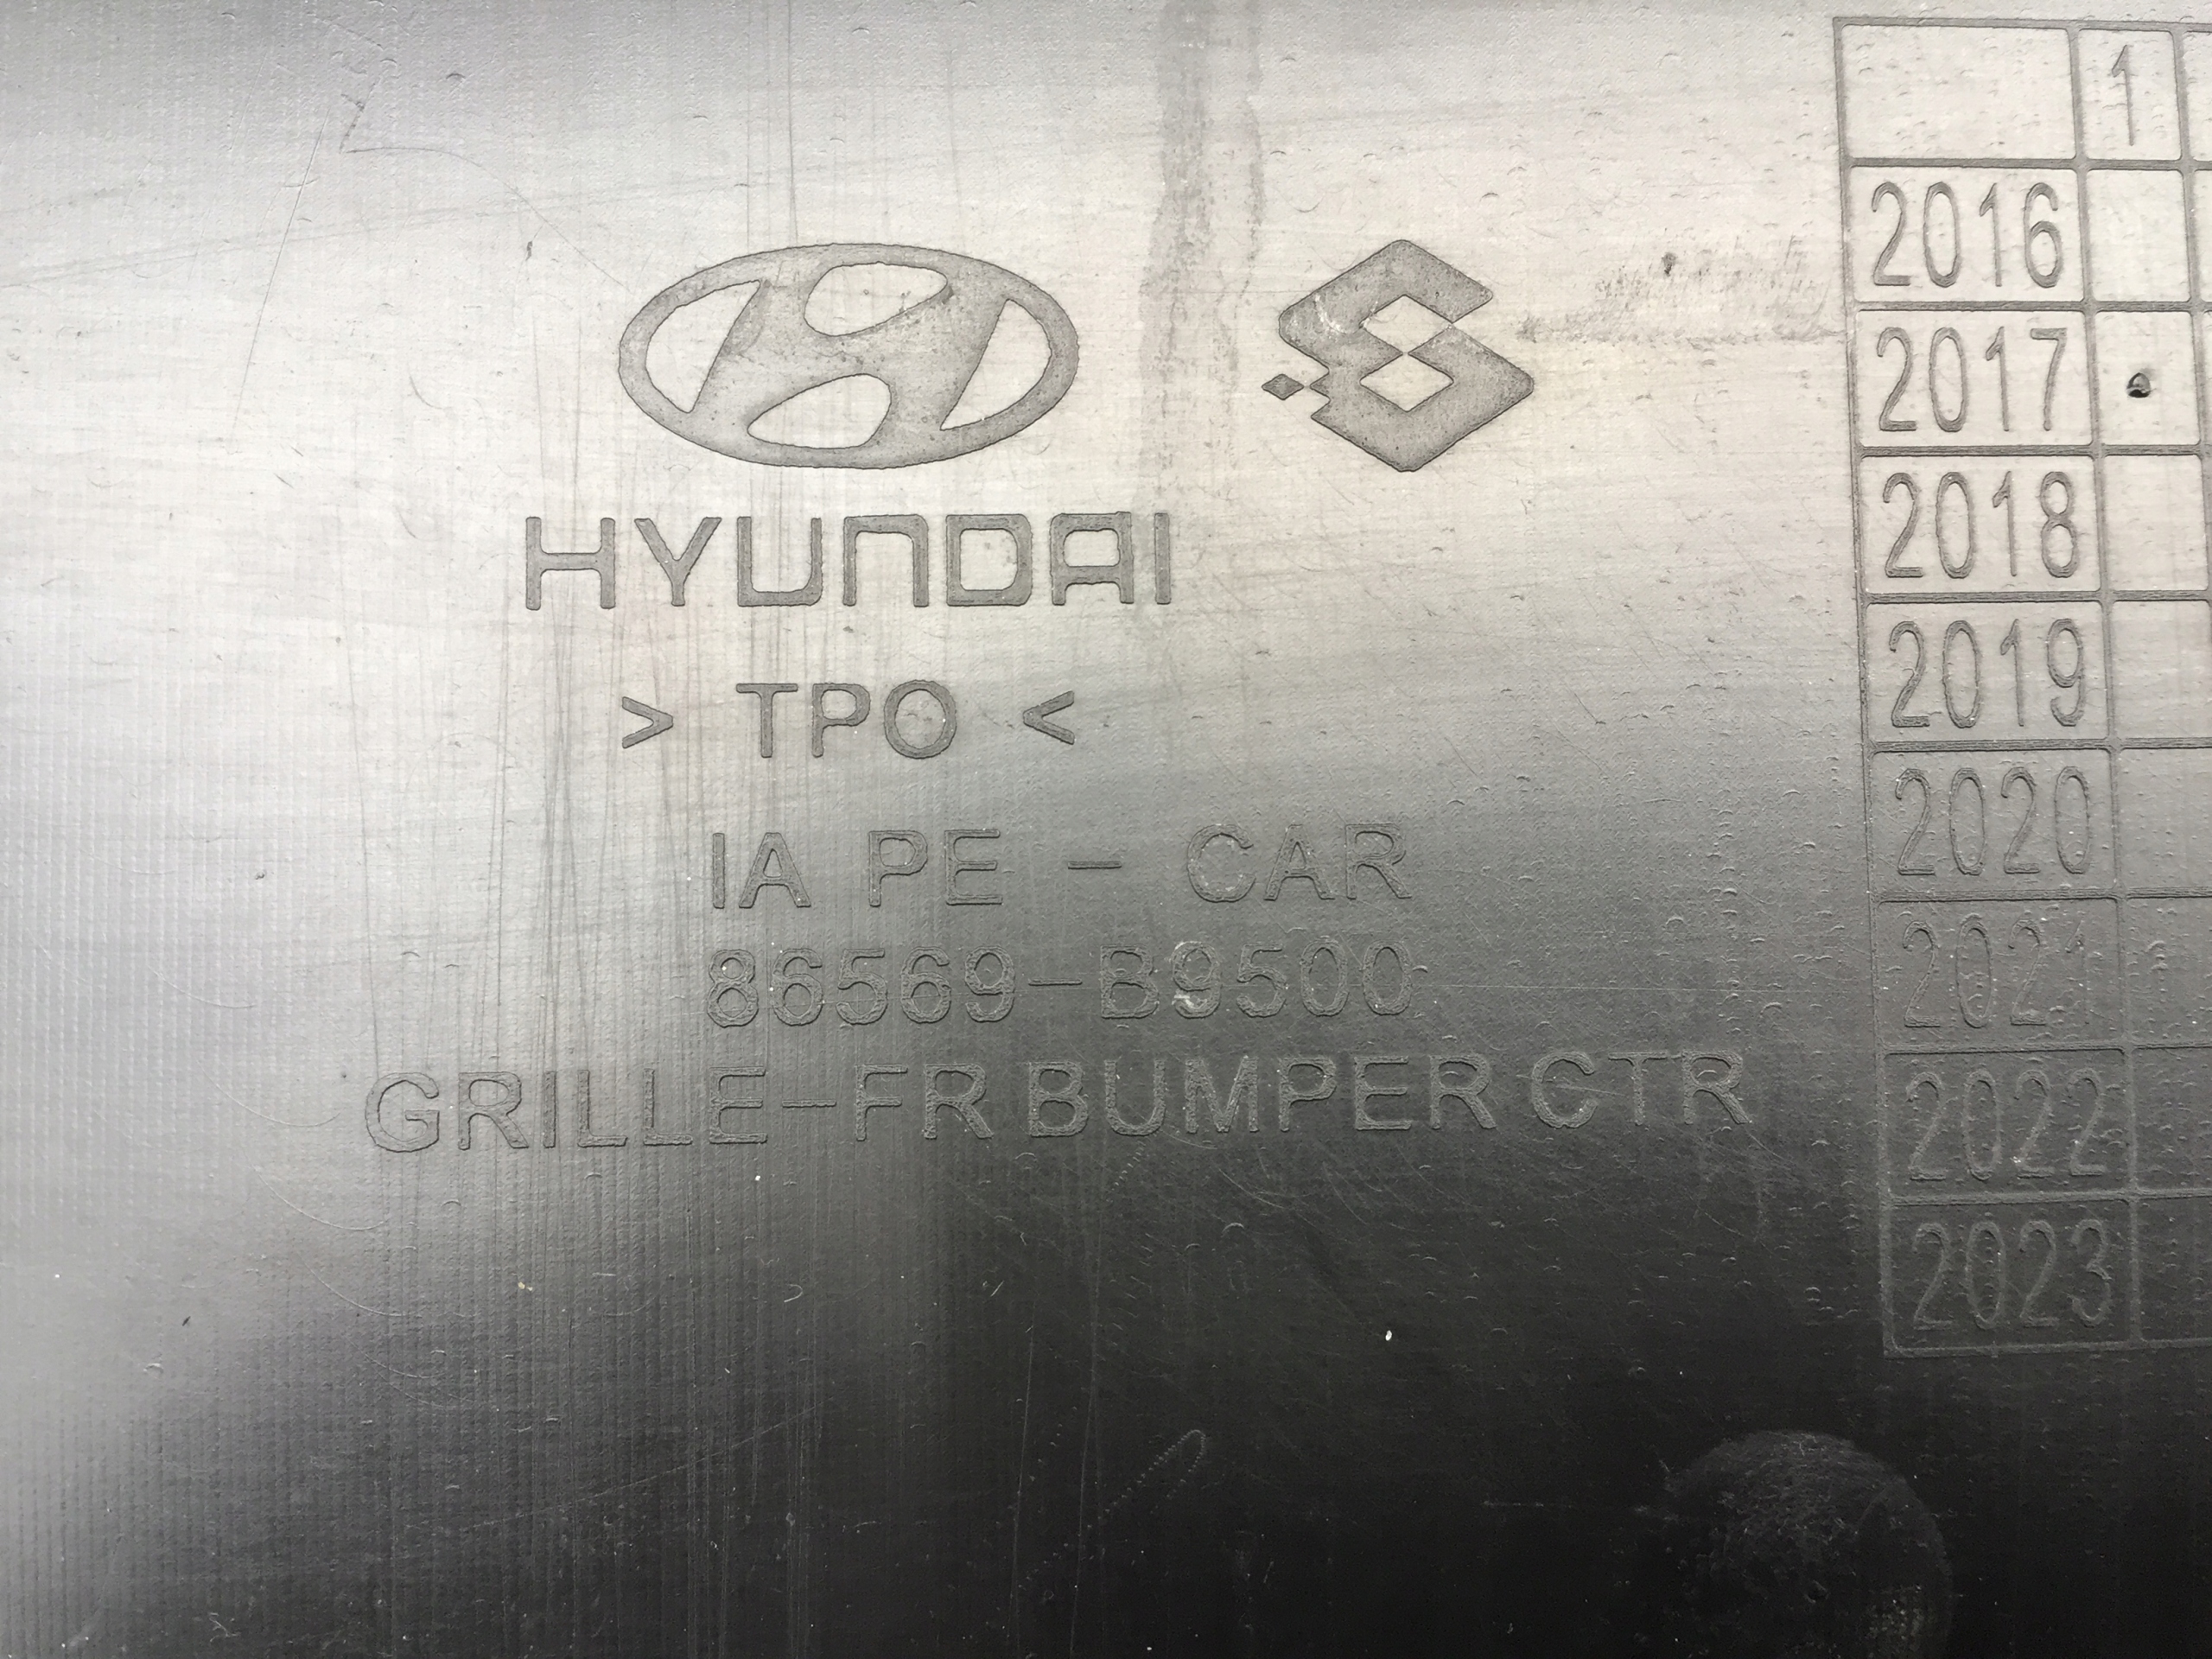 HYUNDAI
> TPO <
IA PE - CAR
86569-B9500
GRILLE-FR BUMPER CTR
1
2016
2017
2018
2019
2020
2021
2022
2023